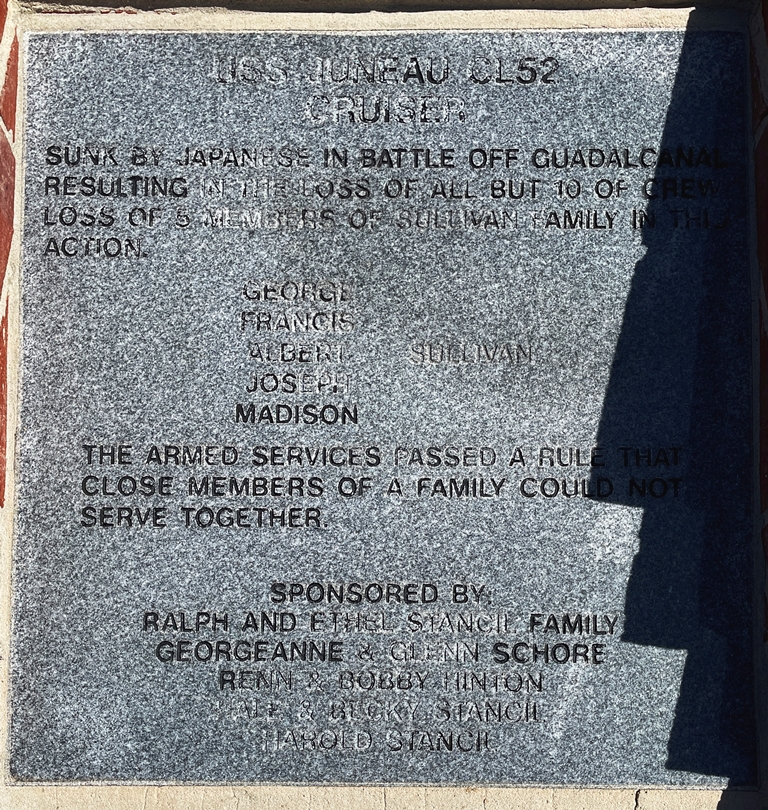 USS JUNEAU CL52
CRUISER
SUNK BY JAPANESE IN BATTLE OFF GUADALCANAL
RESULTING IN THE LOSS OF ALL BUT 10 OF CREW
LOSS OF 5 MEMBERS OF SULLIVAN FAMILY IN THIS
ACTION.
GEORGE
FRANCIS
ALBERT SULLIVAN
JOSEPH
MADISON
THE ARMED SERVICES PASSED A RULE THAT
CLOSE MEMBERS OF A FAMILY COULD NOT
SERVE TOGETHER.
SPONSORED BY:
RALPH AND ETHEL STANCIL FAMILY
GEORGEANNE & GLENN SCHORE
RENN & BOBBY HINTON
& BECKY STANCIL
HAROLD STANCIL